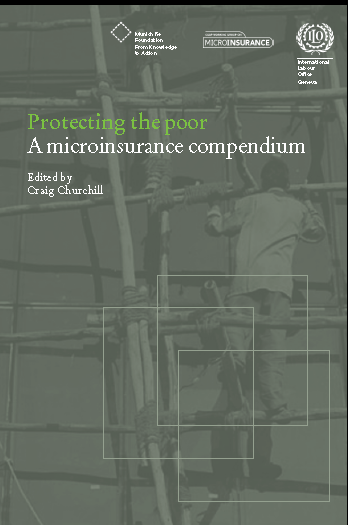 Munich Re
Foundation
From Knowledge
to Action
MICROINSURANCE
ILO
International
Labour
Office
Geneva
Protecting the poor
A microinsurance compendium
Edited by
Craig Churchill